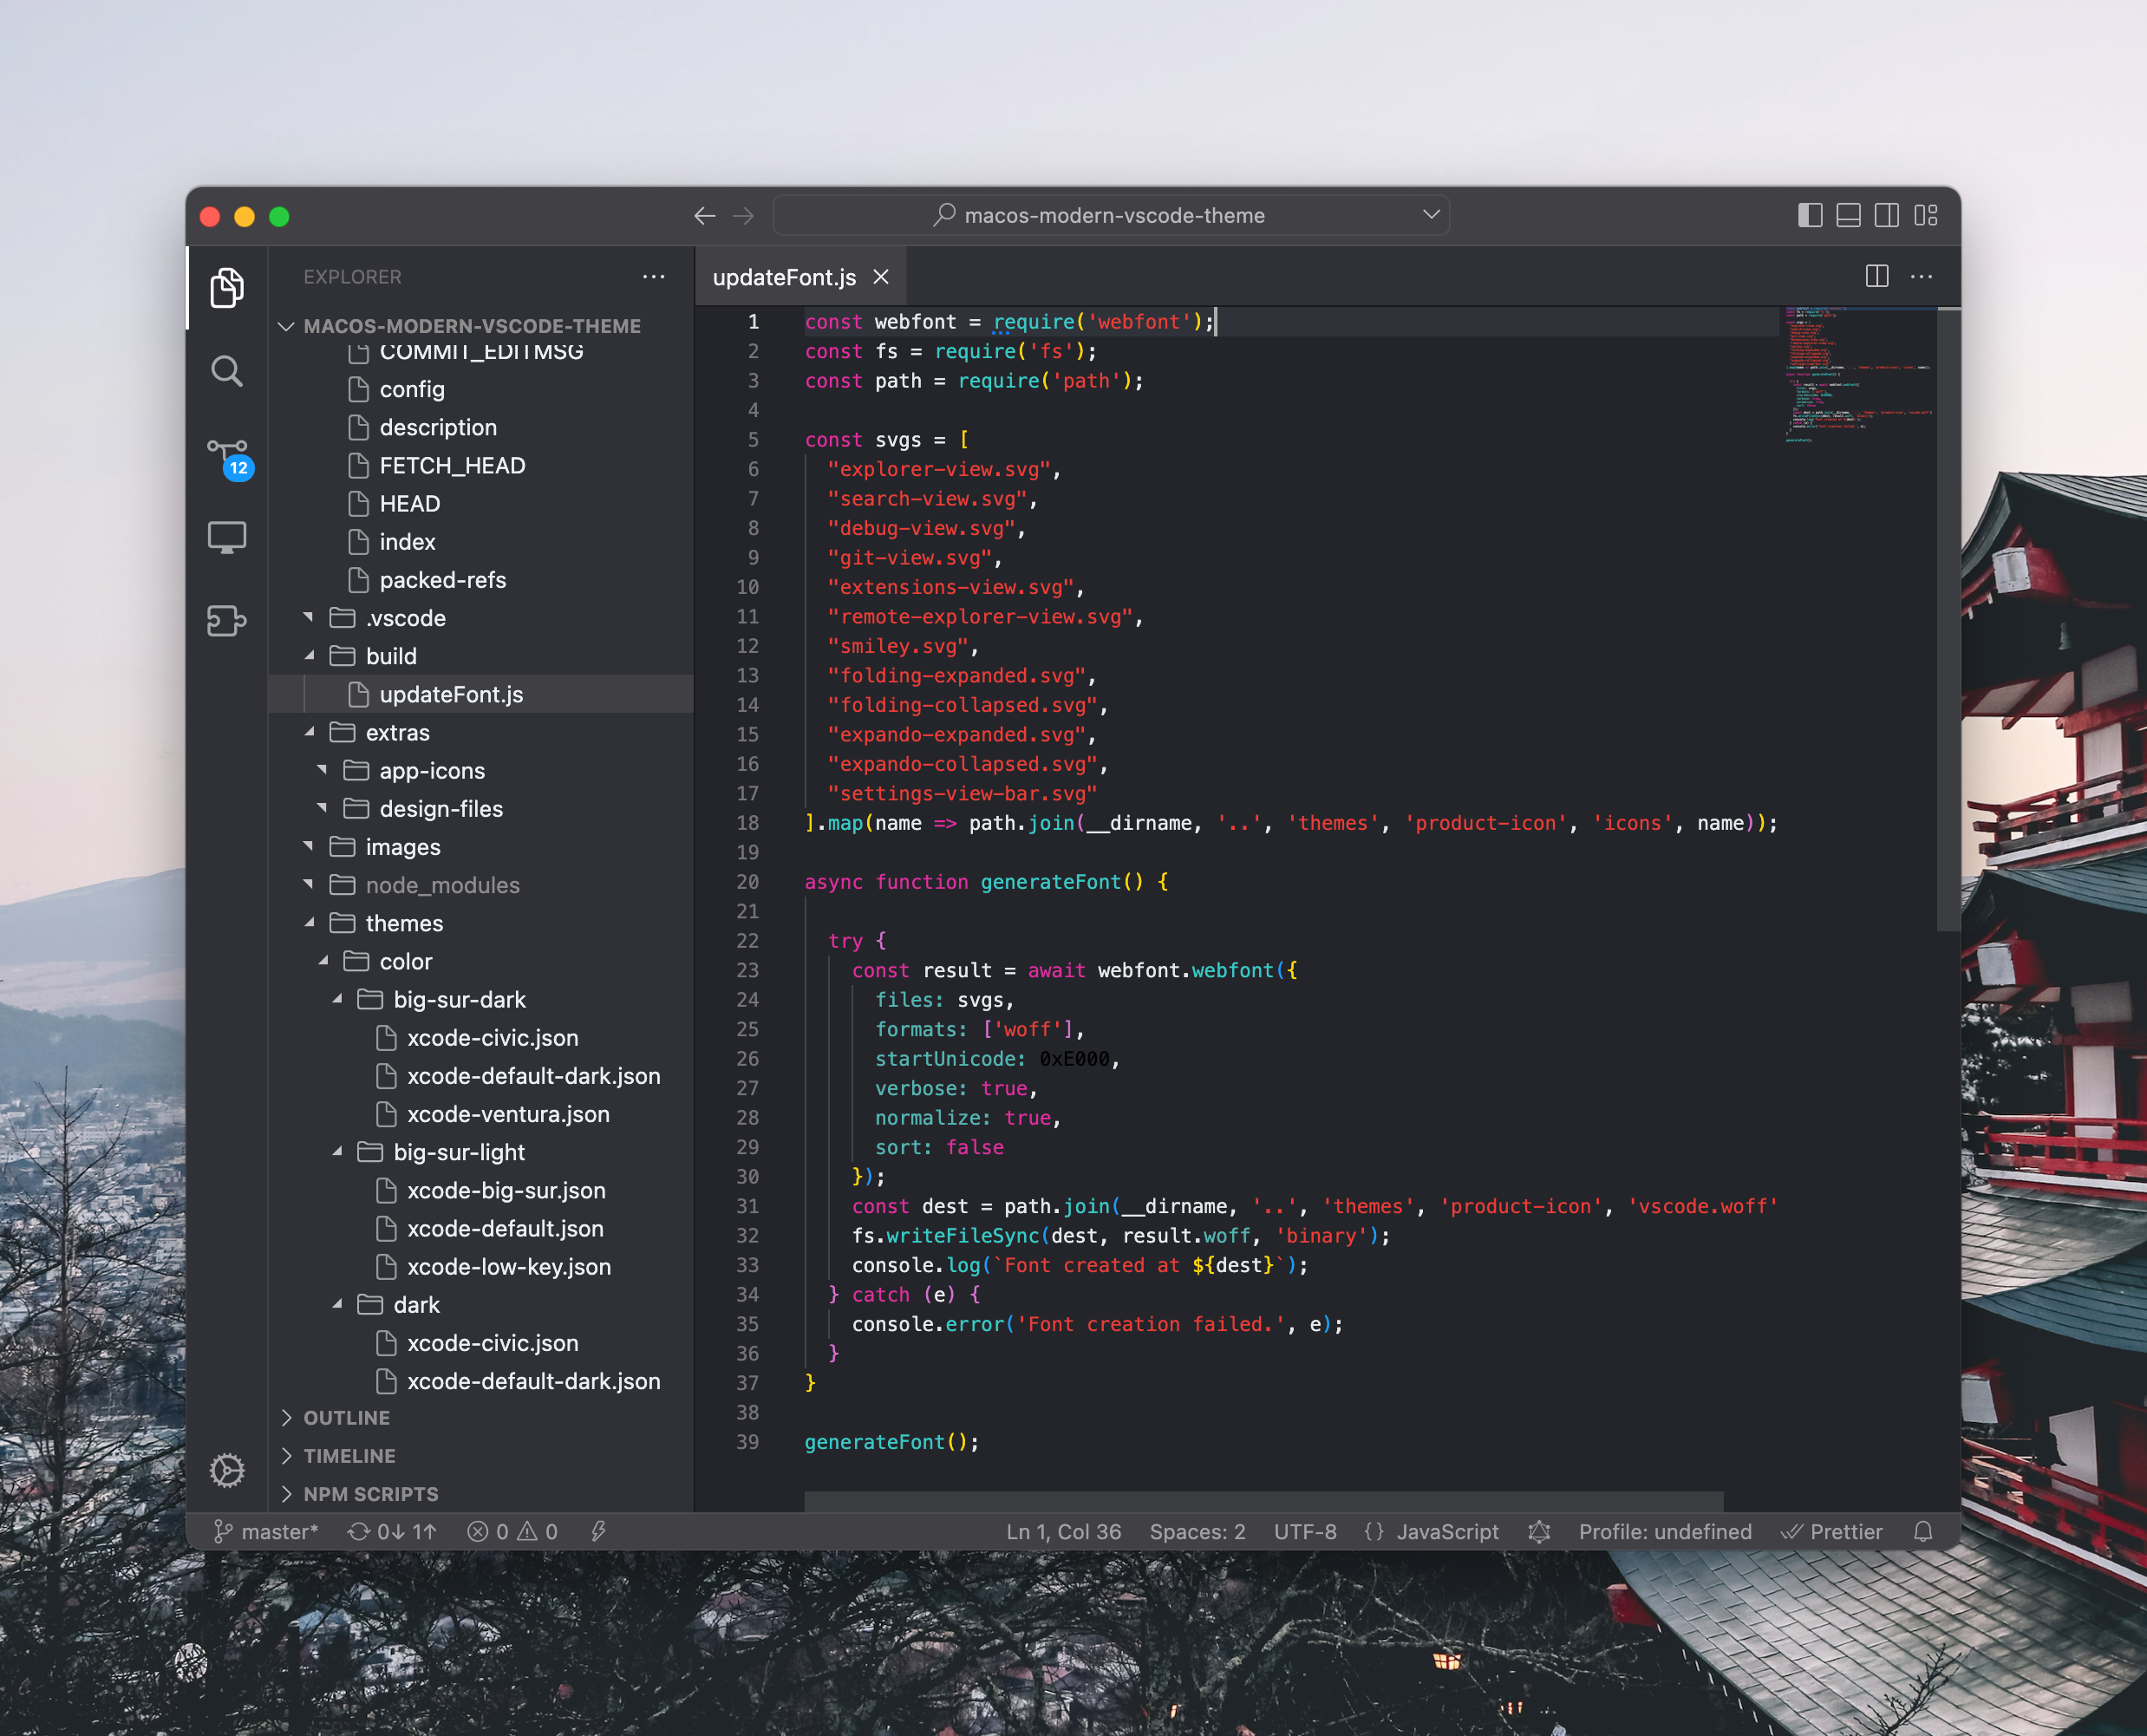 macos-modern-vscode-theme
EXPLORER
MACOS-MODERN-VSCODE-THEME
COMMIT_EDITMSG
config
description
FETCH_HEAD
HEAD
index
packed-refs
.vscode
build
updateFont.js
extras
app-icons
design-files
images
node_modules
themes
color
big-sur-dark
xcode-civic.json
xcode-default-dark.json
xcode-ventura.json
big-sur-light
xcode-big-sur.json
xcode-default.json
xcode-low-key.json
dark
xcode-civic.json
xcode-default-dark.json
OUTLINE
TIMELINE
NPM SCRIPTS
12
updateFont.js
1 const webfont = require('webfont');
2 const fs = require('fs');
3 const path = require('path');
4
5 const svgs = [
6 "explorer-view.svg",
7 "search-view.svg",
8 "debug-view.svg",
9 "git-view.svg",
10 "extensions-view.svg",
11 "remote-explorer-view.svg",
12 "smiley.svg",
13 "folding-expanded.svg",
14 "folding-collapsed.svg",
15 "expando-expanded.svg",
16 "expando-collapsed.svg",
17 "settings-view-bar.svg"
18 ].map(name => path.join(__dirname, '..', 'themes', 'product-icon', 'icons', name));
19
20 async function generateFont() {
21
22 try {
23 const result = await webfont.webfont({
24 files: svgs,
25 formats: ['woff'],
26 startUnicode: 0xE000,
27 verbose: true,
28 normalize: true,
29 sort: false
30 });
31 const dest = path.join(__dirname, '..', 'themes', 'product-icon', 'vscode.woff'
32 fs.writeFileSync(dest, result.woff, 'binary');
33 console.log(`Font created at ${dest}`);
34 } catch (e) {
35 console.error('Font creation failed.', e);
36 }
37 }
38
39 generateFont();
master* 0↓ 1↑ 0 0 Ln 1, Col 36 Spaces: 2 UTF-8 {} JavaScript Profile: undefined Prettier